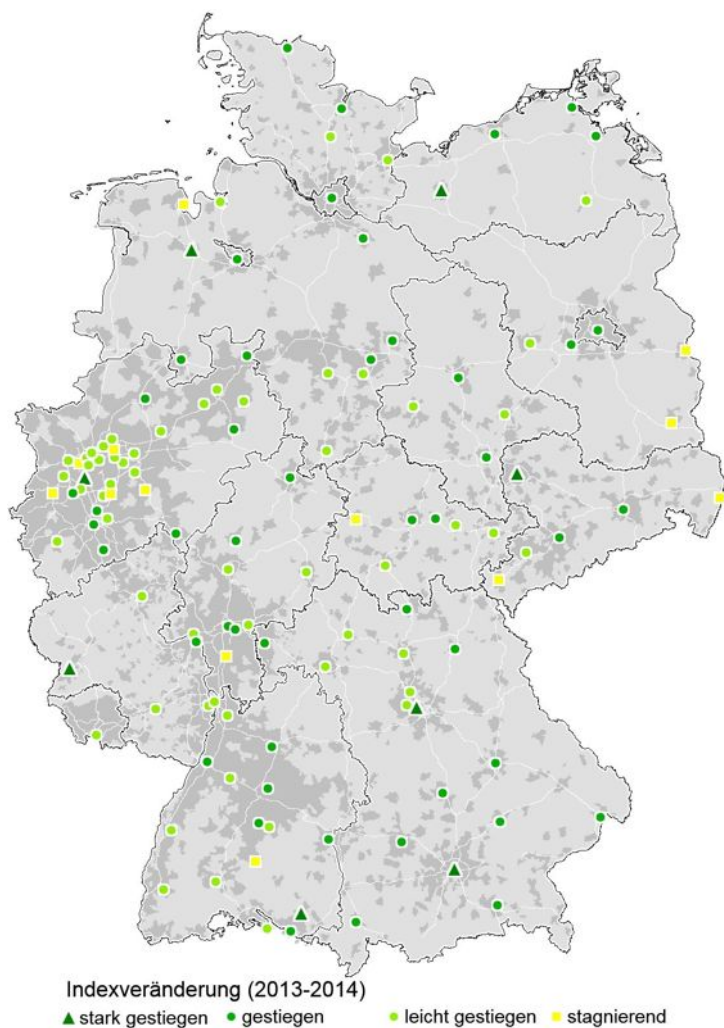 Indexveränderung (2013-2014)
stark gestiegen gestiegen leicht gestiegen stagnierend